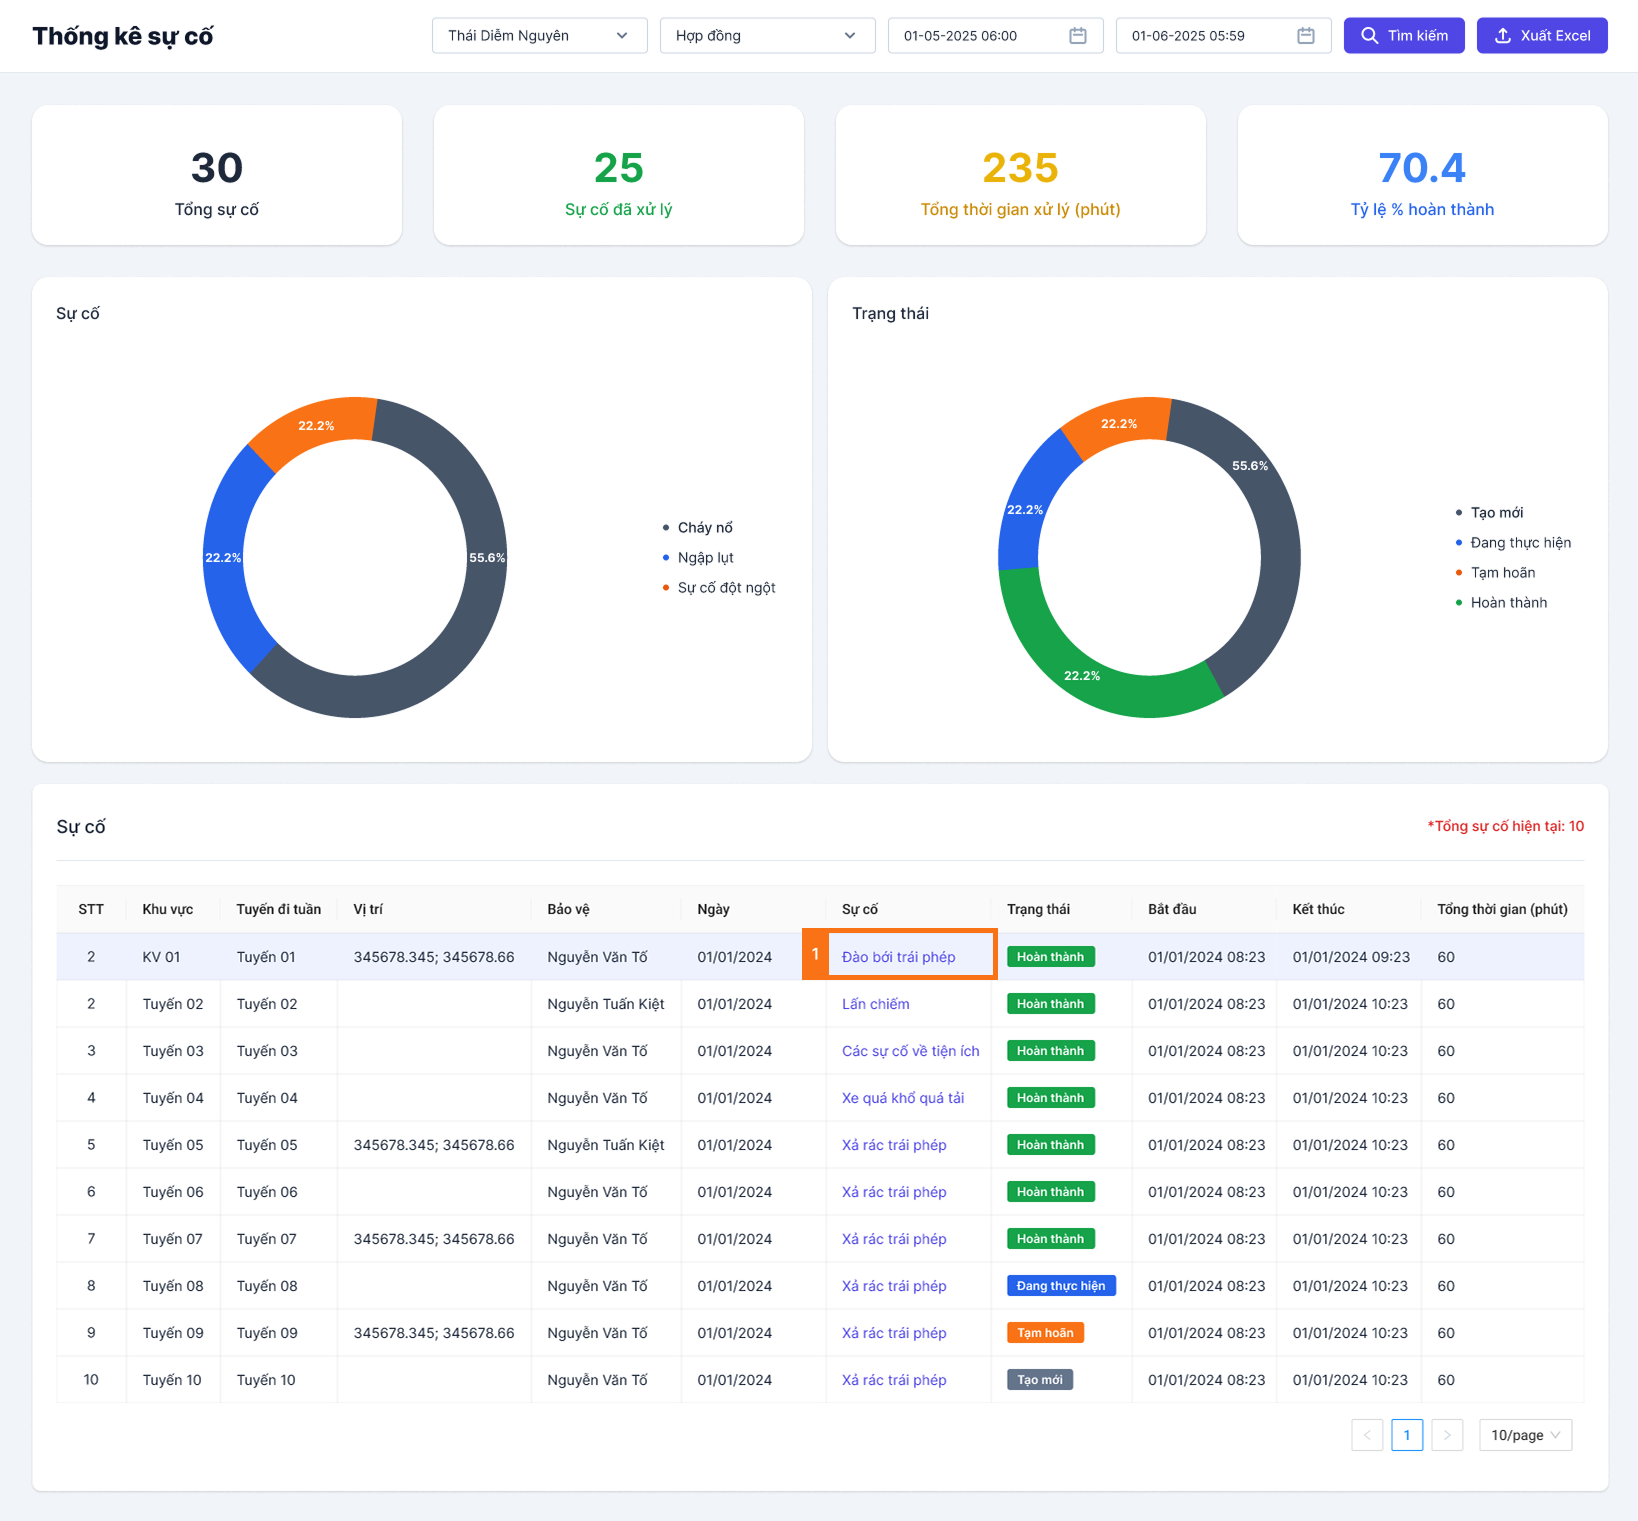 Thống kê sự cố
Thái Diễm Nguyên
Hợp đồng
01-05-2025 06:00
01-06-2025 05:59
Tìm kiếm
Xuất Excel
30
Tổng sự cố
25
Sự cố đã xử lý
235
Tổng thời gian xử lý (phút)
70.4
Tỷ lệ % hoàn thành
Sự cố
22.2%
22.2%
55.6%
Cháy nổ
Ngập lụt
Sự cố đột ngột
Trạng thái
22.2%
55.6%
22.2%
22.2%
Tạo mới
Đang thực hiện
Tạm hoãn
Hoàn thành
Sự cố
*Tổng sự cố hiện tại: 10
STT Khu vực Tuyến đi tuần Vị trí Bảo vệ Ngày Sự cố Trạng thái Bắt đầu Kết thúc Tổng thời gian (phút)
2 KV 01 Tuyến 01 345678.345; 345678.66 Nguyễn Văn Tố 01/01/2024 1 Đào bới trái phép Hoàn thành 01/01/2024 08:23 01/01/2024 09:23 60
2 Tuyến 02 Tuyến 02 Nguyễn Tuấn Kiệt 01/01/2024 Lấn chiếm Hoàn thành 01/01/2024 08:23 01/01/2024 10:23 60
3 Tuyến 03 Tuyến 03 Nguyễn Văn Tố 01/01/2024 Các sự cố về tiện ích Hoàn thành 01/01/2024 08:23 01/01/2024 10:23 60
4 Tuyến 04 Tuyến 04 Nguyễn Văn Tố 01/01/2024 Xe quá khổ quá tải Hoàn thành 01/01/2024 08:23 01/01/2024 10:23 60
5 Tuyến 05 Tuyến 05 345678.345; 345678.66 Nguyễn Tuấn Kiệt 01/01/2024 Xả rác trái phép Hoàn thành 01/01/2024 08:23 01/01/2024 10:23 60
6 Tuyến 06 Tuyến 06 Nguyễn Văn Tố 01/01/2024 Xả rác trái phép Hoàn thành 01/01/2024 08:23 01/01/2024 10:23 60
7 Tuyến 07 Tuyến 07 345678.345; 345678.66 Nguyễn Văn Tố 01/01/2024 Xả rác trái phép Hoàn thành 01/01/2024 08:23 01/01/2024 10:23 60
8 Tuyến 08 Tuyến 08 Nguyễn Văn Tố 01/01/2024 Xả rác trái phép Đang thực hiện 01/01/2024 08:23 01/01/2024 10:23 60
9 Tuyến 09 Tuyến 09 345678.345; 345678.66 Nguyễn Văn Tố 01/01/2024 Xả rác trái phép Tạm hoãn 01/01/2024 08:23 01/01/2024 10:23 60
10 Tuyến 10 Tuyến 10 Nguyễn Văn Tố 01/01/2024 Xả rác trái phép Tạo mới 01/01/2024 08:23 01/01/2024 10:23 60
< 1 > 10/page